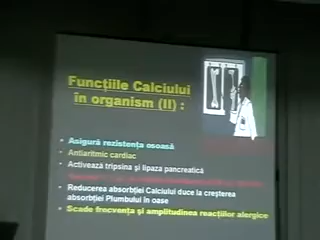 Funcțiile Calciului
în organism (II) :
• Asigură rezistența osoasă
• Antiaritmic cardiac
• Activează tripsina și lipaza pancreatică
• Reducerea absorbției Calciului duce la creșterea
absorbției Plumbului în oase
• Scade frecvența și amplitudinea reacțiilor alergice